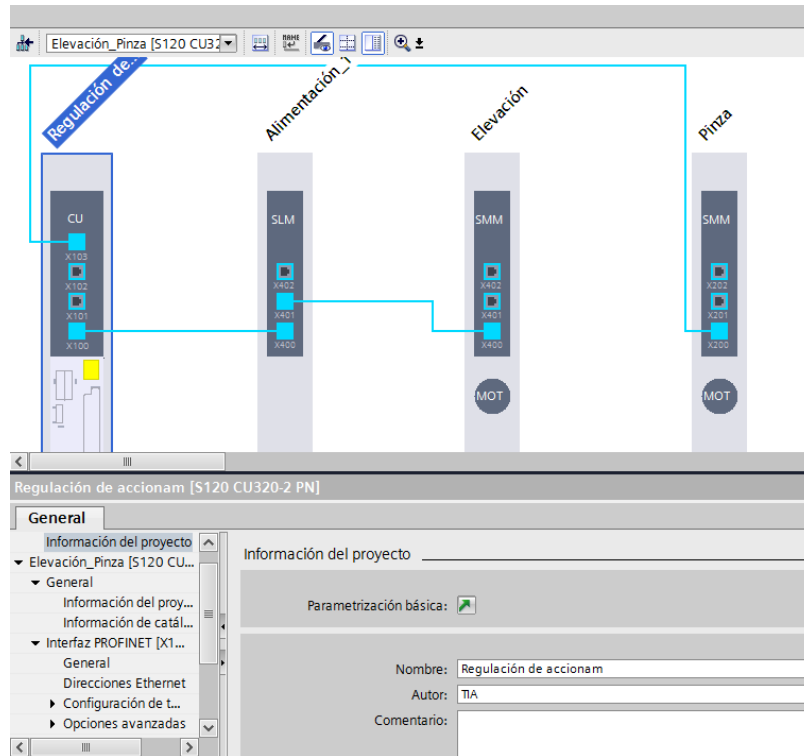 Elevación_Pinza [S120 CU32
NAME
±
Regulación de...
Alimentación_1
Elevación
Pinza
CU
X103
X102
X101
X100
SLM
X402
X401
X400
SMM
X402
X401
X400
MOT
SMM
X202
X201
X200
MOT
Regulación de accionam [S120 CU320-2 PN]
General
Información del proyecto
Elevación_Pinza [S120 CU...
General
Información del proy...
Información de catál...
Interfaz PROFINET [X1...
General
Direcciones Ethernet
Configuración de t...
Opciones avanzadas
Información del proyecto
Parametrización básica:
Nombre: Regulación de accionam
Autor: TIA
Comentario: